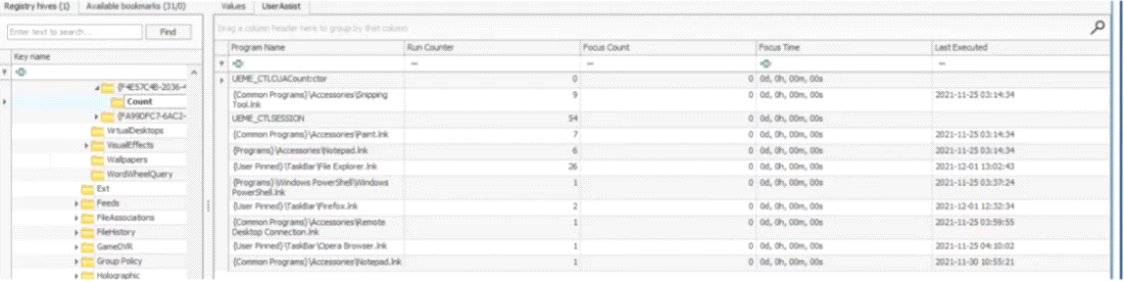 Registry hives (1) Available bookmarks (31/0)
Values UserAssist
Enter text to search... Find
Drag a column header here to group by that column
Key name
Program Name Run Counter Focus Count Focus Time Last Executed
= = =
{F4E57C4B-2036-4
Count
{FA99DFC7-6AC2-
VirtualDesktops
VisualEffects
Wallpapers
WordWheelQuery
Ext
Feeds
FileAssociations
FileHistory
GameDVR
Group Policy
Holographic
UEME_CTLCUACount:ctor 0 0 0d, 0h, 00m, 00s
{Common Programs}\Accessories\Snipping Tool.lnk 9 0 0d, 0h, 00m, 00s 2021-11-25 03:14:34
UEME_CTLSESSION 54 0 0d, 0h, 00m, 00s
{Common Programs}\Accessories\Paint.lnk 7 0 0d, 0h, 00m, 00s 2021-11-25 03:14:34
{Programs}\Accessories\Notepad.lnk 6 0 0d, 0h, 00m, 00s 2021-11-25 03:14:34
{User Pinned}\TaskBar\File Explorer.lnk 26 0 0d, 0h, 00m, 00s 2021-12-01 13:02:43
{Programs}\Windows PowerShell\Windows PowerShell.lnk 1 0 0d, 0h, 00m, 00s 2021-11-25 03:37:24
{User Pinned}\TaskBar\Firefox.lnk 2 0 0d, 0h, 00m, 00s 2021-12-01 12:32:34
{Common Programs}\Accessories\Remote Desktop Connection.lnk 1 0 0d, 0h, 00m, 00s 2021-11-25 03:59:55
{User Pinned}\TaskBar\Opera Browser.lnk 1 0 0d, 0h, 00m, 00s 2021-11-25 04:10:02
{Common Programs}\Accessories\Notepad.lnk 1 0 0d, 0h, 00m, 00s 2021-11-30 10:55:21